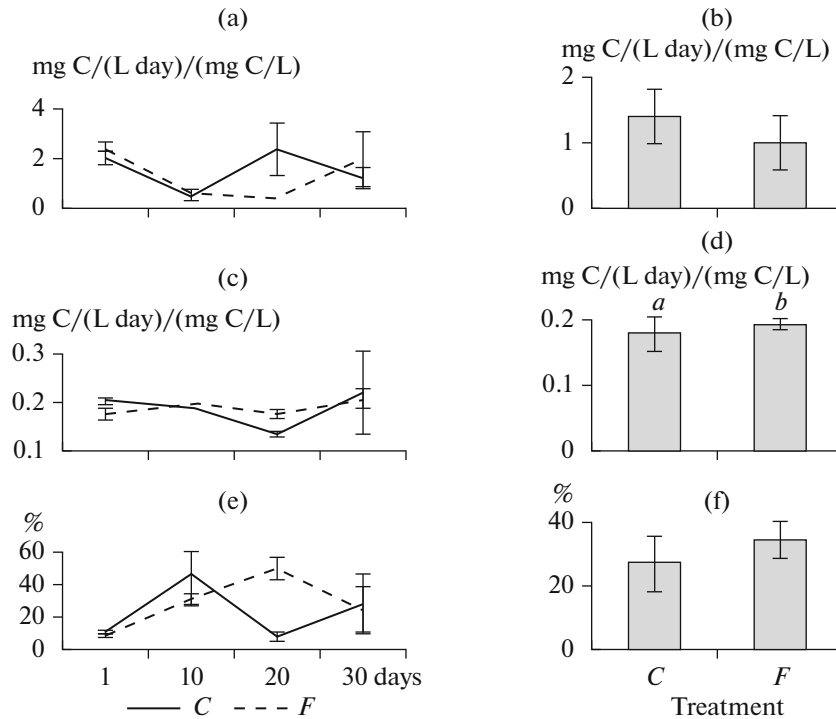 (a)
mg C/(L day)/(mg C/L)
4
2
0
(b)
mg C/(L day)/(mg C/L)
2
1
0
(c)
mg C/(L day)/(mg C/L)
0.3
0.2
0.1
(d)
mg C/(L day)/(mg C/L)
a b
0.2
0.1
0
(e)
%
60
40
20
0
1 10 20 30 days
C F
(f)
%
40
20
0
C F
Treatment